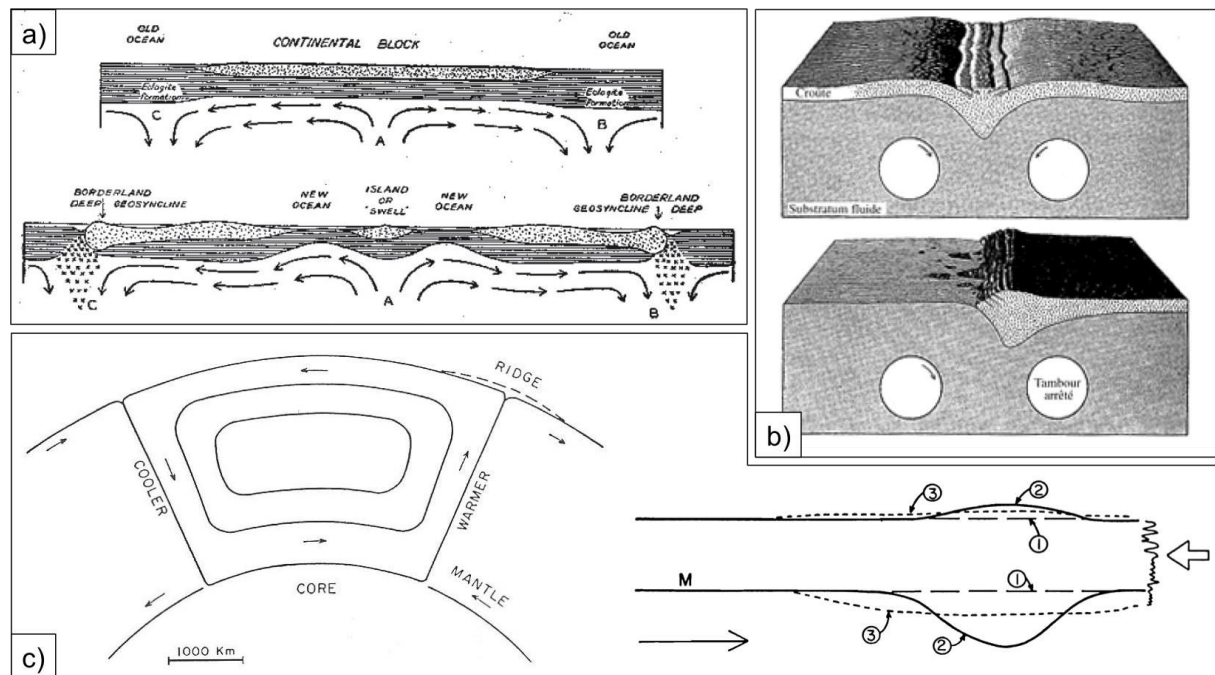 a)
OLD
OCEAN
CONTINENTAL BLOCK
OLD
OCEAN
Eclogite
Formation
Eclogite
Formation
C
A
B
BORDERLAND
DEEP GEOSYNCLINE
NEW
OCEAN
ISLAND
OR
"SWELL"
NEW
OCEAN
BORDERLAND
GEOSYNCLINE DEEP
C
A
B
b)
Croûte
Substratum fluide
Tambour
arrêté
c)
RIDGE
COOLER
WARMER
CORE
MANTLE
1000 Km
3
2
1
M
1
3
2